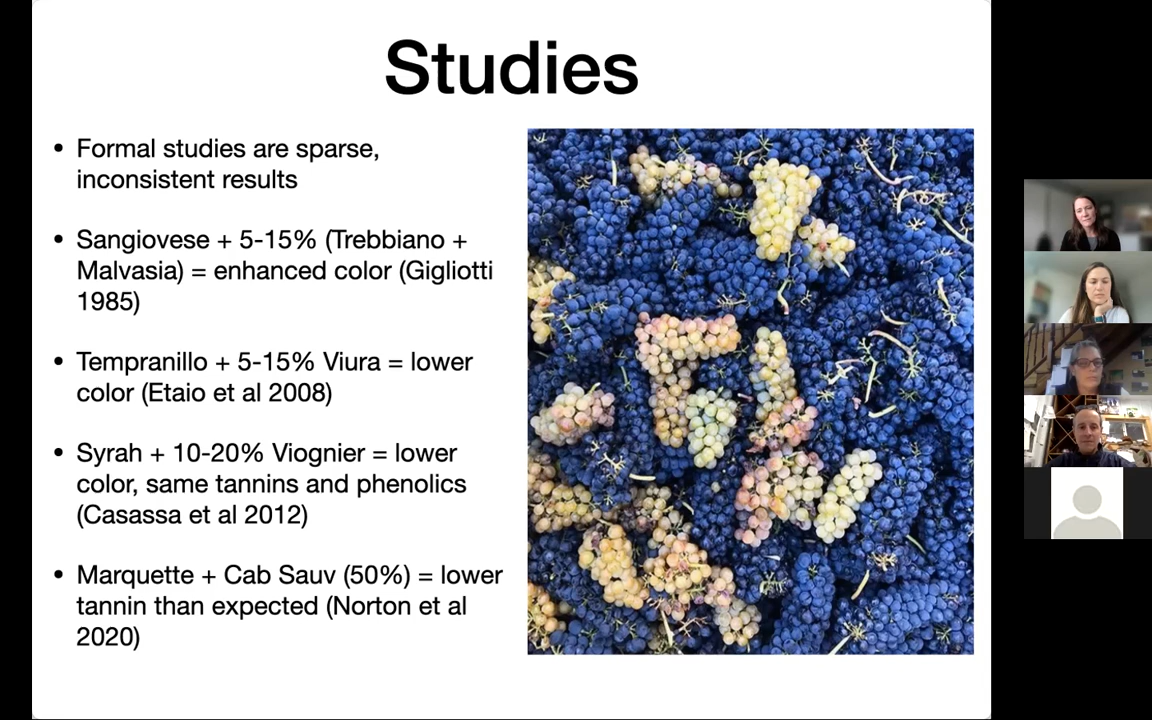 Studies
• Formal studies are sparse,
inconsistent results
• Sangiovese + 5-15% (Trebbiano +
Malvasia) = enhanced color (Gigliotti
1985)
• Tempranillo + 5-15% Viura = lower
color (Etaio et al 2008)
• Syrah + 10-20% Viognier = lower
color, same tannins and phenolics
(Casassa et al 2012)
• Marquette + Cab Sauv (50%) = lower
tannin than expected (Norton et al
2020)